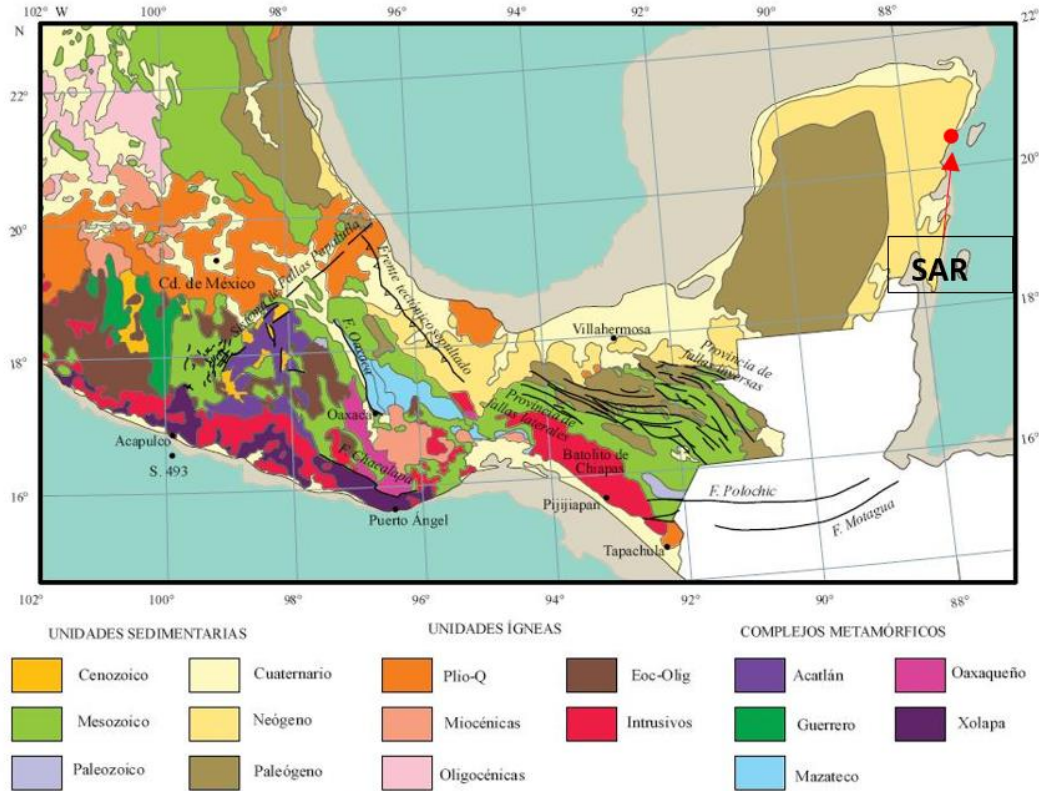 102° W
100°
98°
96°
94°
92°
90°
88°
22°
N
22°
20°
18°
16°
20°
18°
16°
Cd. de México
Sistema de Fallas Papalutla
Frente tectónico sepultado
F. Oaxaca
Oaxaca
Villahermosa
Provincia de
fallas inversas
Provincia de
fallas laterales
SAR
Acapulco
S. 493
F. Chacalapa
Puerto Ángel
Batolito de
Chiapas
Pijijiapan
Tapachula
F. Polochic
F. Motagua
102°
100°
98°
96°
94°
92°
90°
88°
UNIDADES SEDIMENTARIAS
Cenozoico
Cuaternario
Mesozoico
Neógeno
Paleozoico
Paleógeno
UNIDADES ÍGNEAS
Plio-Q
Eoc-Olig
Miocénicas
Intrusivos
Oligocénicas
COMPLEJOS METAMÓRFICOS
Acatlán
Oaxaqueño
Guerrero
Xolapa
Mazateco